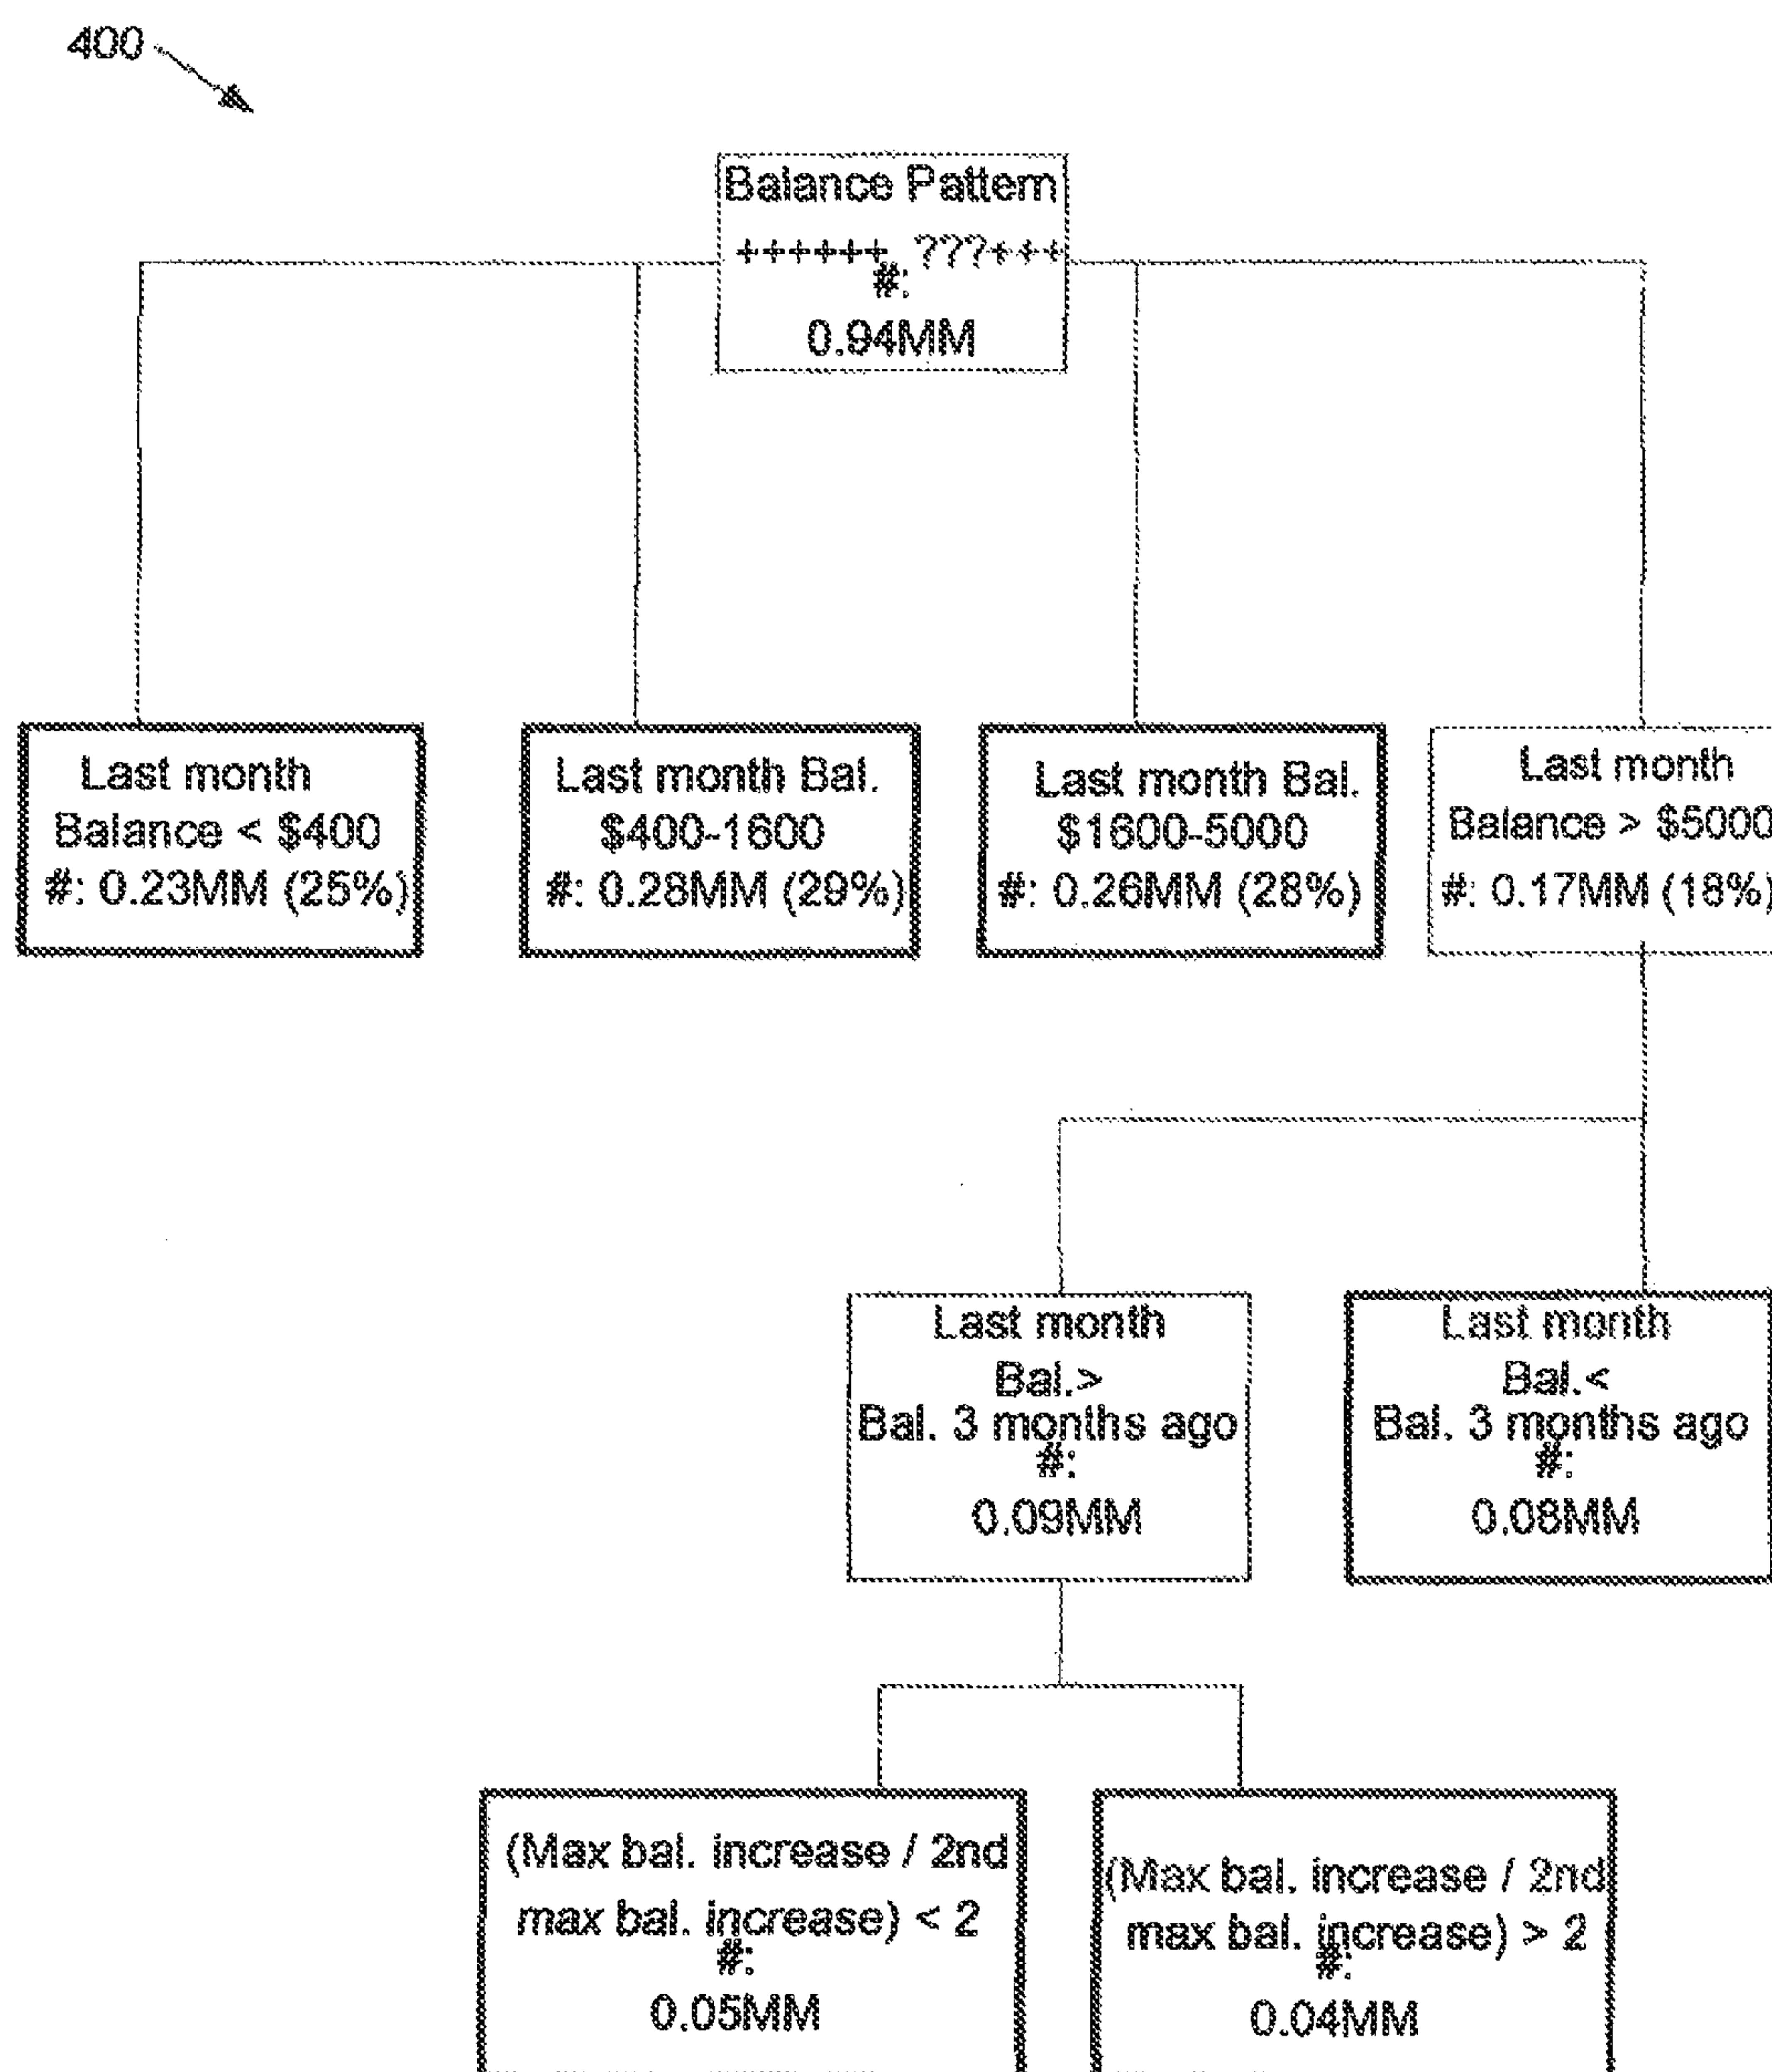 400
Balance Pattern
++++++ ???+++
#:
0.94MM
Last month
Balance < $400
#: 0.23MM (25%)
Last month Bal.
$400-1600
#: 0.28MM (29%)
Last month Bal.
$1600-5000
#: 0.26MM (28%)
Last month
Balance > $5000
#: 0.17MM (18%)
Last month
Bal.>
Bal. 3 months ago
#:
0.09MM
Last month
Bal.<
Bal. 3 months ago
#:
0.08MM
(Max bal. increase / 2nd
max bal. increase) < 2
#:
0.05MM
(Max bal. increase / 2nd
max bal. increase) > 2
#:
0.04MM